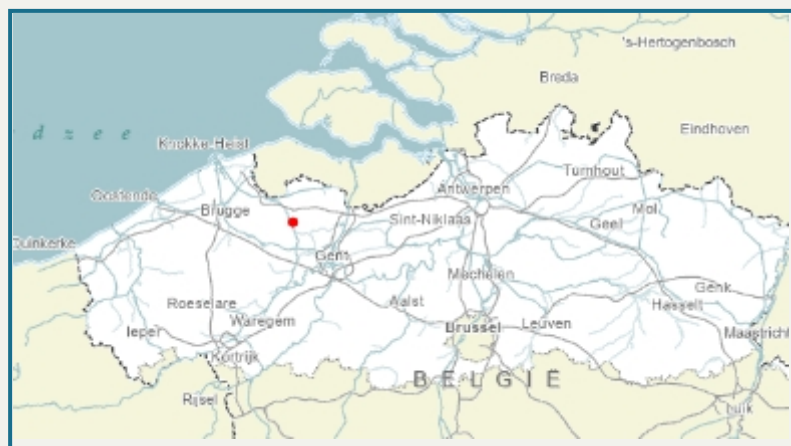 's-Hertogenbosch
Breda
d z e e
Eindhoven
Knokke-Heist
Turnhout
Antwerpen
Oostende
Mol
Brugge
Sint-Niklaas
Geel
Duinkerke
Gent
Mechelen
Genk
Roeselare
Aalst
Hasselt
Waregem
Ieper
Brussel
Leuven
Maastricht
Kortrijk
BELGIË
Rijsel
Luik